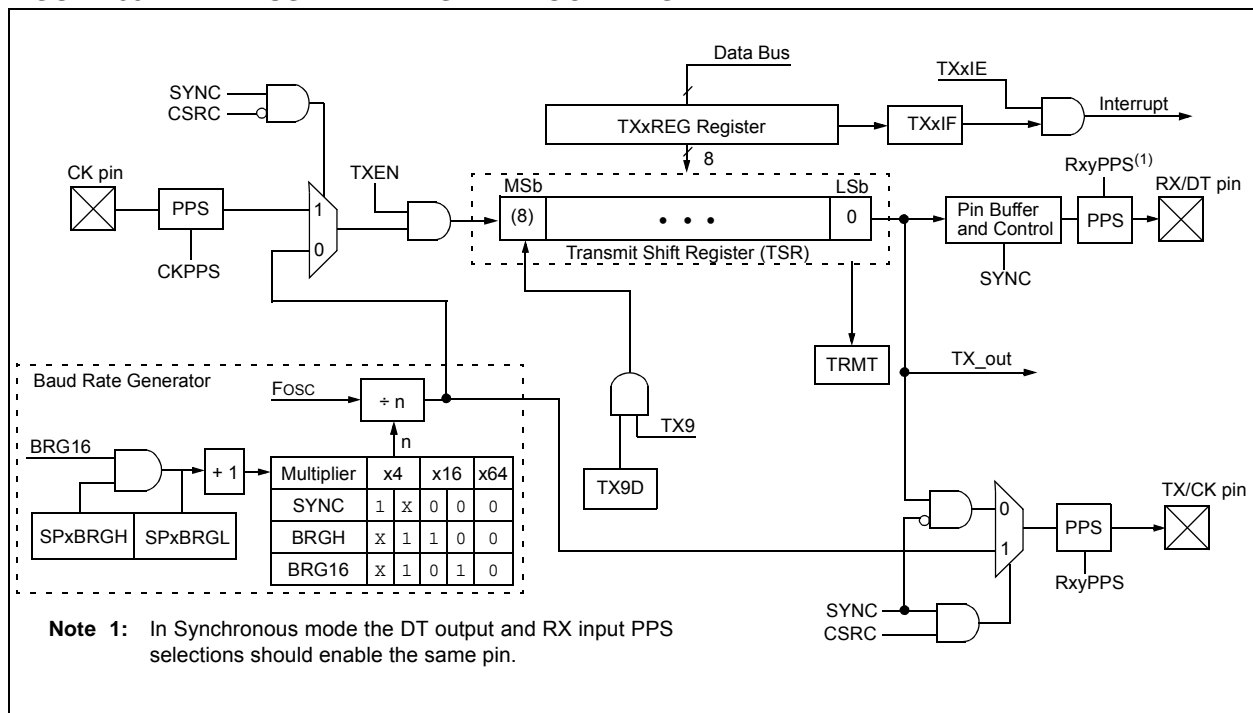 Data Bus
TXxIE
Interrupt
SYNC
CSRC
TXxREG Register
TXxIF
8
RxyPPS(1)
CK pin
TXEN
MSb
LSb
RX/DT pin
PPS
1
(8)
• • •
0
Pin Buffer
and Control
PPS
0
Transmit Shift Register (TSR)
CKPPS
SYNC
TRMT
TX_out
Baud Rate Generator
FOSC
÷ n
n
TX9
BRG16
+ 1
TX9D
Multiplier x4 x16 x64
SYNC 1 X 0 0 0
BRGH X 1 1 0 0
BRG16 X 1 0 1 0
SPxBRGH SPxBRGL
TX/CK pin
0
PPS
1
RxyPPS
SYNC
CSRC
Note 1: In Synchronous mode the DT output and RX input PPS
selections should enable the same pin.